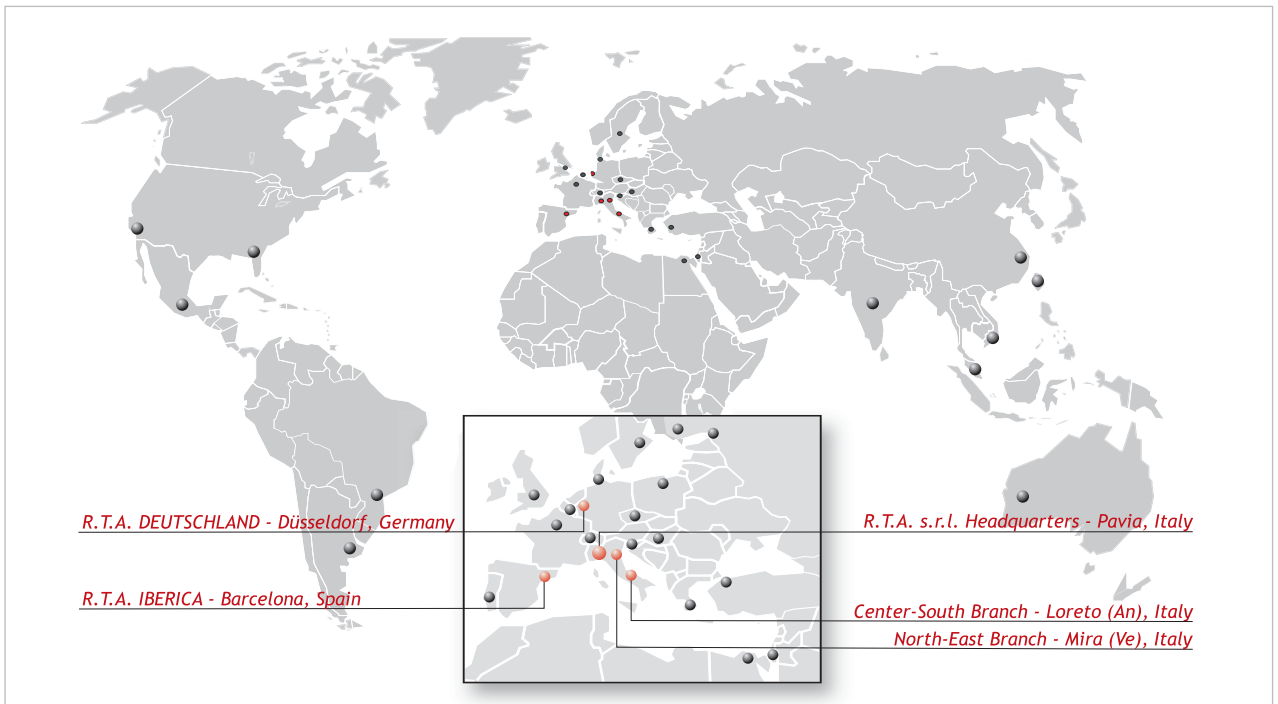 R.T.A. DEUTSCHLAND - Düsseldorf, Germany
R.T.A. s.r.l. Headquarters - Pavia, Italy
R.T.A. IBERICA - Barcelona, Spain
Center-South Branch - Loreto (An), Italy
North-East Branch - Mira (Ve), Italy